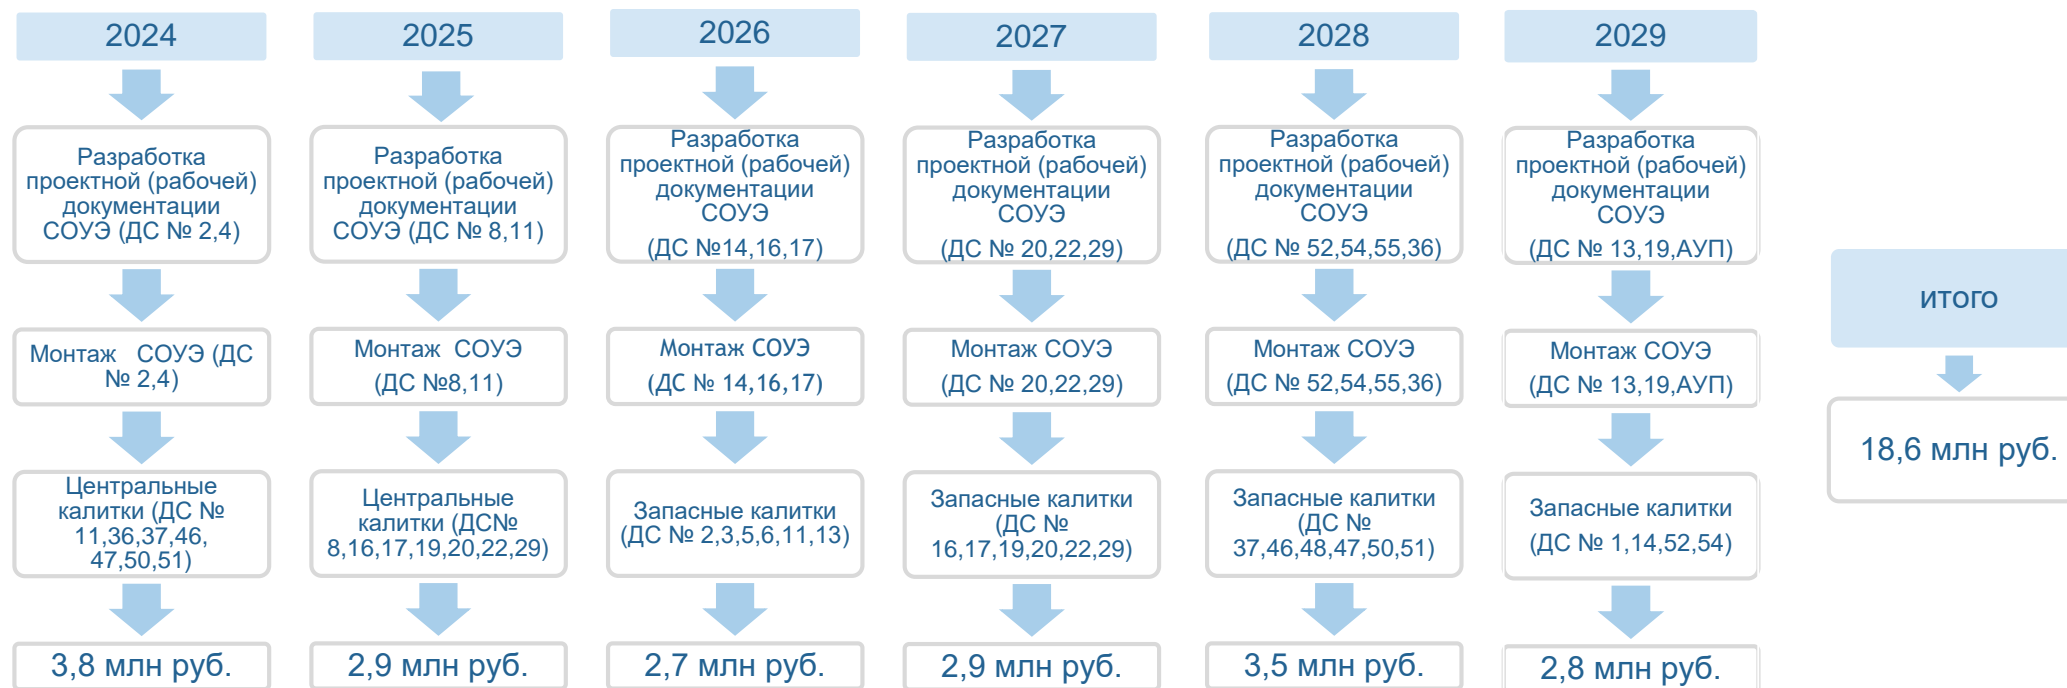 2024
Разработка
проектной (рабочей)
документации
СОУЭ (ДС № 2,4)
Монтаж СОУЭ (ДС
№ 2,4)
Центральные
калитки (ДС №
11,36,37,46,
47,50,51)
3,8 млн руб.
2025
Разработка
проектной (рабочей)
документации
СОУЭ (ДС № 8,11)
Монтаж СОУЭ
(ДС №8,11)
Центральные
калитки (ДС№
8,16,17,19,20,22,29)
2,9 млн руб.
2026
Разработка
проектной (рабочей)
документации
СОУЭ
(ДС №14,16,17)
Монтаж СОУЭ
(ДС № 14,16,17)
Запасные калитки
(ДС № 2,3,5,6,11,13)
2,7 млн руб.
2027
Разработка
проектной (рабочей)
документации
СОУЭ
(ДС № 20,22,29)
Монтаж СОУЭ
(ДС № 20,22,29)
Запасные калитки
(ДС №
16,17,19,20,22,29)
2,9 млн руб.
2028
Разработка
проектной (рабочей)
документации
СОУЭ
(ДС № 52,54,55,36)
Монтаж СОУЭ
(ДС № 52,54,55,36)
Запасные калитки
(ДС №
37,46,48,47,50,51)
3,5 млн руб.
2029
Разработка
проектной (рабочей)
документации
СОУЭ
(ДС № 13,19,АУП)
Монтаж СОУЭ
(ДС № 13,19,АУП)
Запасные калитки
(ДС № 1,14,52,54)
2,8 млн руб.
итого
18,6 млн руб.